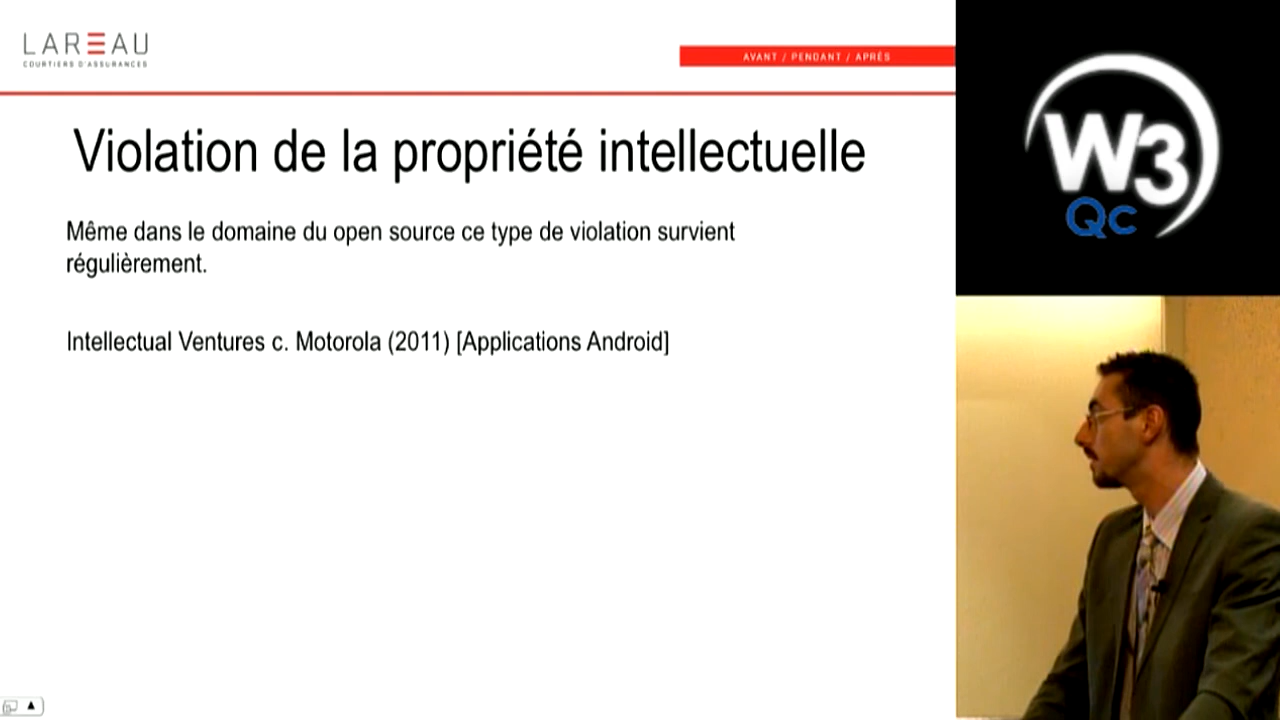 LAREAU
COURTIERS D'ASSURANCES
AVANT / PENDANT / APRÈS
Violation de la propriété intellectuelle
Même dans le domaine du open source ce type de violation survient
régulièrement.
Intellectual Ventures c. Motorola (2011) [Applications Android]
W3
Qc